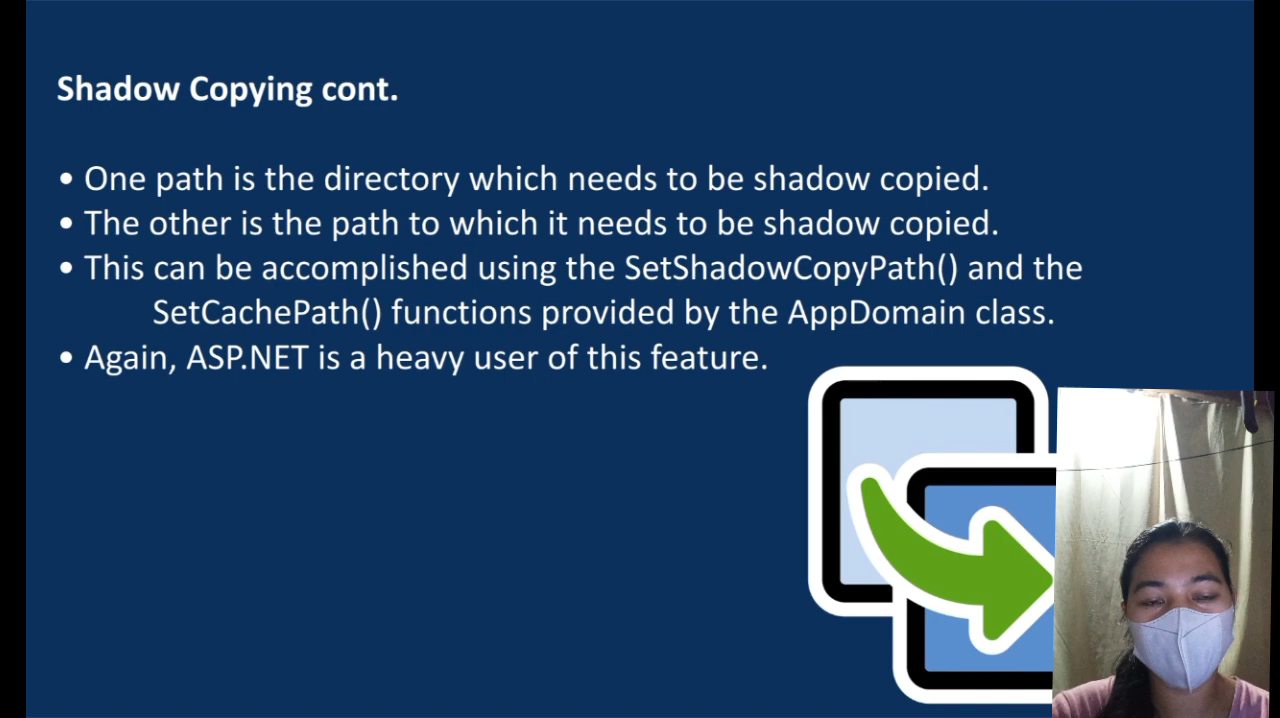 Shadow Copying cont.
• One path is the directory which needs to be shadow copied.
• The other is the path to which it needs to be shadow copied.
• This can be accomplished using the SetShadowCopyPath() and the
SetCachePath() functions provided by the AppDomain class.
• Again, ASP.NET is a heavy user of this feature.